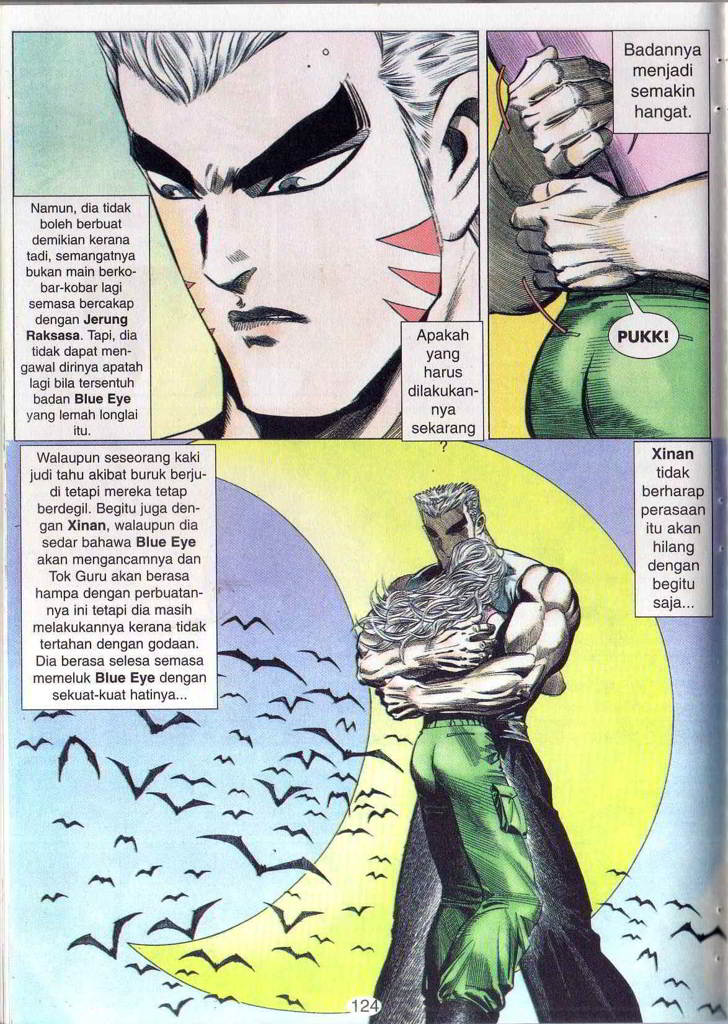 Namun, dia tidak
boleh berbuat
demikian kerana
tadi, semangatnya
bukan main berko-
bar-kobar lagi
semasa bercakap
dengan Jerung
Raksasa. Tapi, dia
tidak dapat men-
gawal dirinya apatah
lagi bila tersentuh
badan Blue Eye
yang lemah longlai
itu.
Apakah
yang
harus
dilakukan-
nya
sekarang
?
Badannya
menjadi
semakin
hangat.
PUKK!
Walaupun seseorang kaki
judi tahu akibat buruk berju-
di tetapi mereka tetap
berdegil. Begitu juga den-
gan Xinan, walaupun dia
sedar bahawa Blue Eye
akan mengancamnya dan
Tok Guru akan berasa
hampa dengan perbuatan-
nya ini tetapi dia masih
melakukannya kerana tidak
tertahan dengan godaan.
Dia berasa selesa semasa
memeluk Blue Eye dengan
sekuat-kuat hatinya...
Xinan
tidak
berharap
perasaan
itu akan
hilang
dengan
begitu
saja...
124